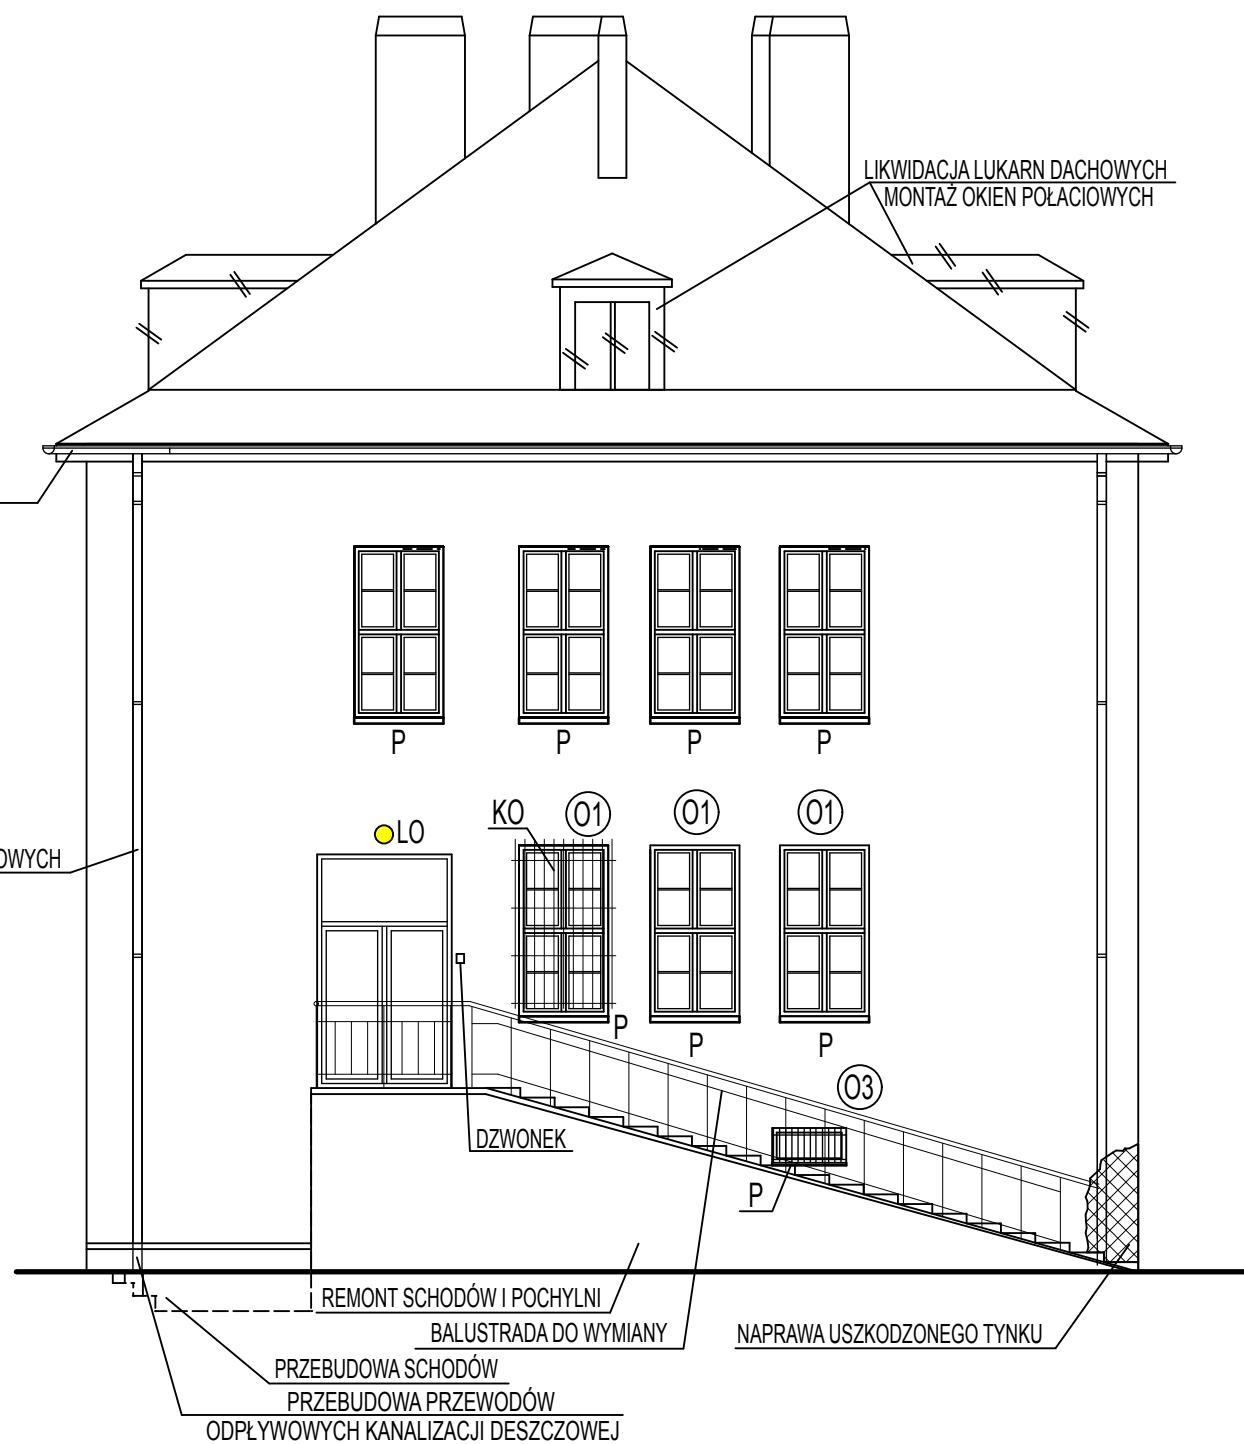 LIKWIDACJA LUKARN DACHOWYCH
MONTAŻ OKIEN POŁACIOWYCH
P
P
P
P
KO
O1
O1
O1
LO
OWYCH
P
P
P
O3
DZWONEK
P
REMONT SCHODÓW I POCHYLNI
BALUSTRADA DO WYMIANY
NAPRAWA USZKODZONEGO TYNKU
PRZEBUDOWA SCHODÓW
PRZEBUDOWA PRZEWODÓW
ODPŁYWOWYCH KANALIZACJI DESZCZOWEJ